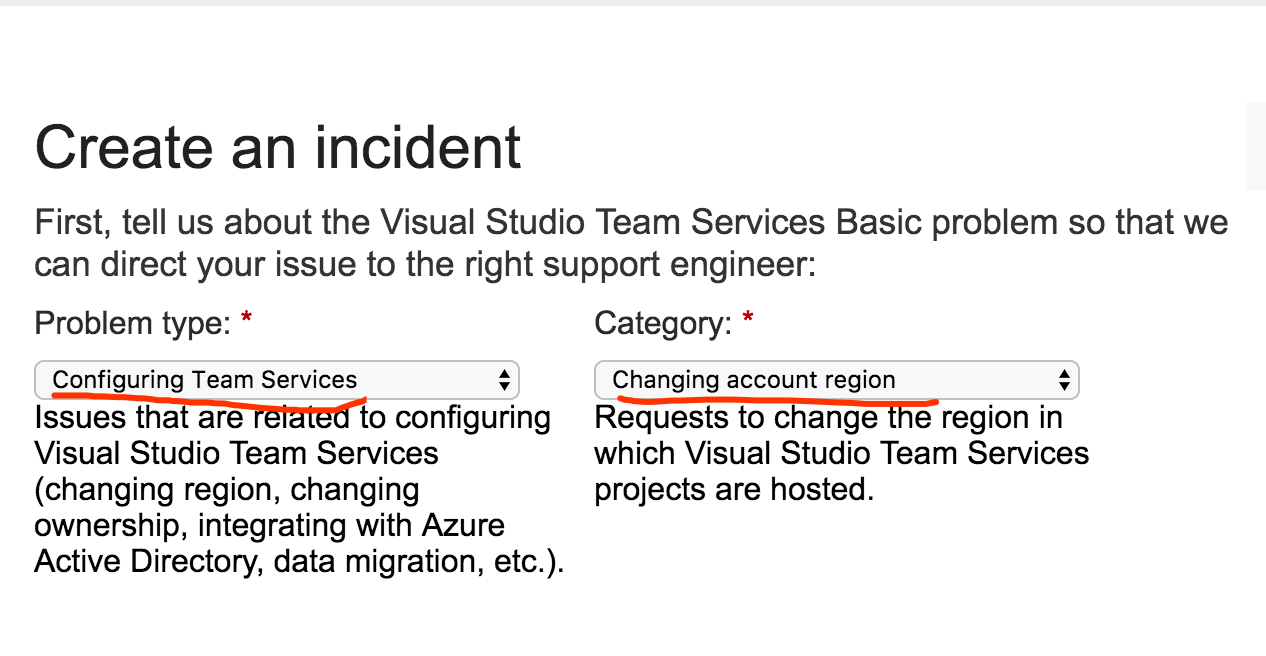 Create an incident
First, tell us about the Visual Studio Team Services Basic problem so that we
can direct your issue to the right support engineer:
Problem type: *
Configuring Team Services
Issues that are related to configuring
Visual Studio Team Services
(changing region, changing
ownership, integrating with Azure
Active Directory, data migration, etc.).
Category: *
Changing account region
Requests to change the region in
which Visual Studio Team Services
projects are hosted.